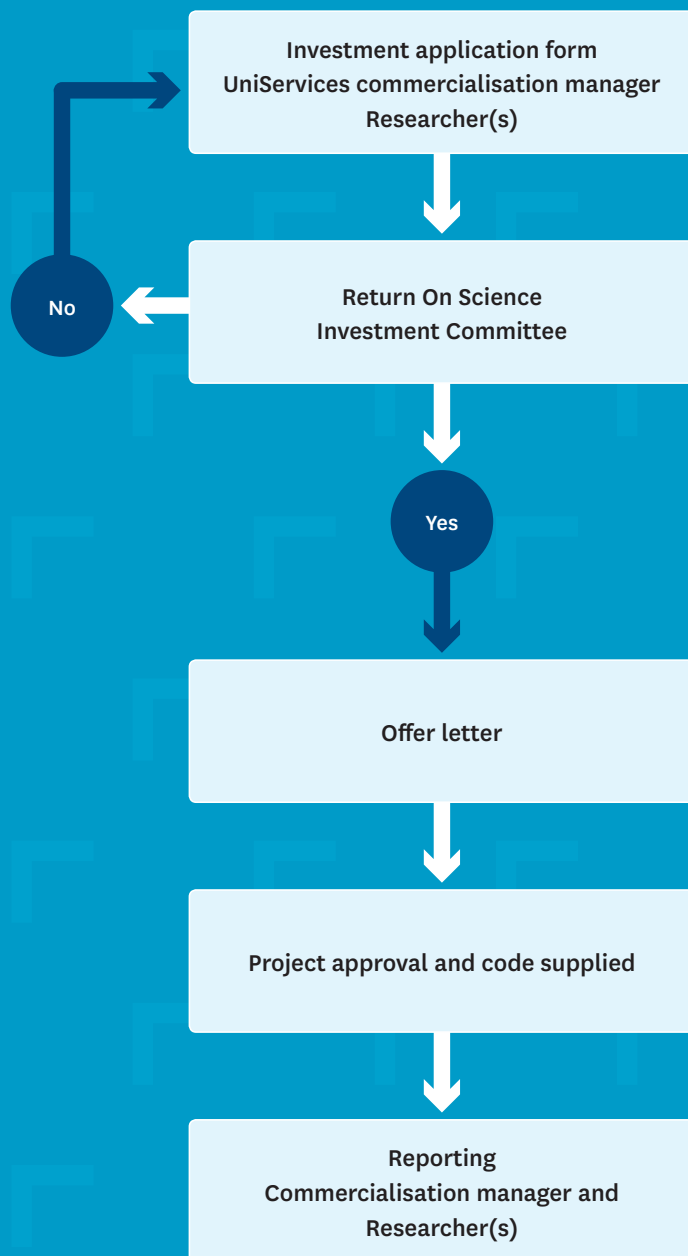 Investment application form
UniServices commercialisation manager
Researcher(s)
Return On Science
Investment Committee
No
Yes
Offer letter
Project approval and code supplied
Reporting
Commercialisation manager and
Researcher(s)